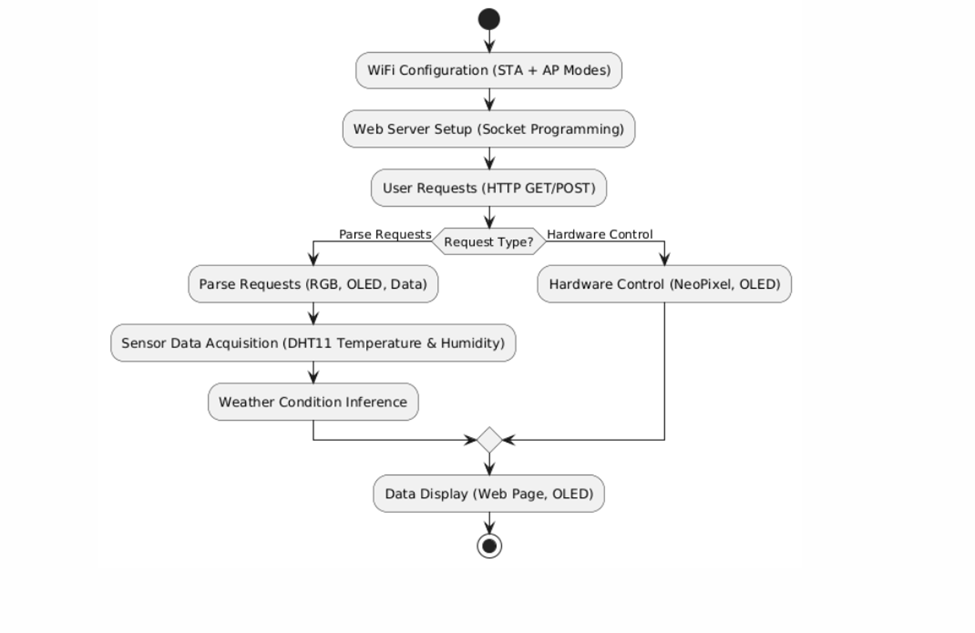 WiFi Configuration (STA + AP Modes)
Web Server Setup (Socket Programming)
User Requests (HTTP GET/POST)
Parse Requests
Request Type?
Hardware Control
Parse Requests (RGB, OLED, Data)
Hardware Control (NeoPixel, OLED)
Sensor Data Acquisition (DHT11 Temperature & Humidity)
Weather Condition Inference
Data Display (Web Page, OLED)